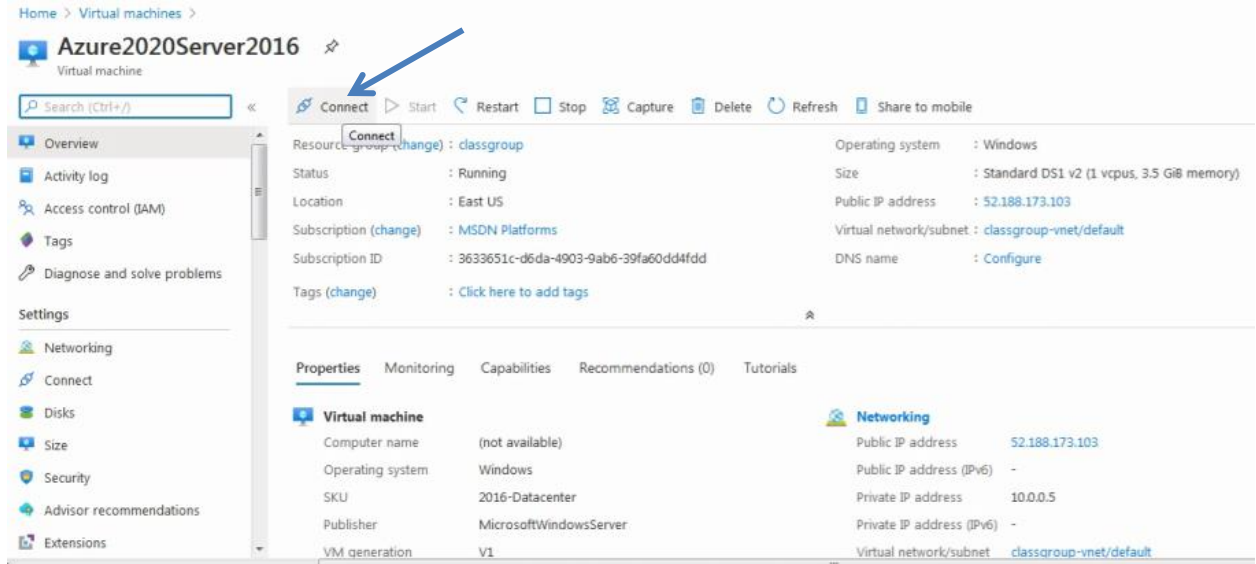 Home > Virtual machines >
Azure2020Server2016
Virtual machine
Search (Ctrl+/)
«
Connect
Start
Restart
Stop
Capture
Delete
Refresh
Share to mobile
Connect
Overview
Activity log
Access control (IAM)
Tags
Diagnose and solve problems
Settings
Networking
Connect
Disks
Size
Security
Advisor recommendations
Extensions
Resource group (change) : classgroup
Status : Running
Location : East US
Subscription (change) : MSDN Platforms
Subscription ID : 3633651c-d6da-4903-9ab6-39fa60dd4fdd
Tags (change) : Click here to add tags
Operating system : Windows
Size : Standard DS1 v2 (1 vcpus, 3.5 GiB memory)
Public IP address : 52.188.173.103
Virtual network/subnet : classgroup-vnet/default
DNS name : Configure
Properties
Monitoring
Capabilities
Recommendations (0)
Tutorials
Virtual machine
Computer name (not available)
Operating system Windows
SKU 2016-Datacenter
Publisher MicrosoftWindowsServer
VM generation V1
Networking
Public IP address 52.188.173.103
Public IP address (IPv6) -
Private IP address 10.0.0.5
Private IP address (IPv6) -
Virtual network/subnet classgroup-vnet/default